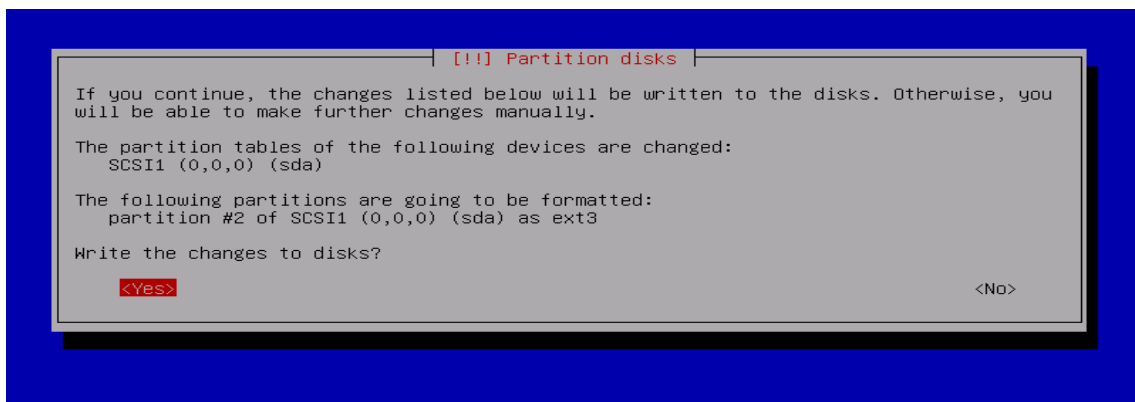 [!!] Partition disks
If you continue, the changes listed below will be written to the disks. Otherwise, you
will be able to make further changes manually.
The partition tables of the following devices are changed:
SCSI1 (0,0,0) (sda)
The following partitions are going to be formatted:
partition #2 of SCSI1 (0,0,0) (sda) as ext3
Write the changes to disks?
<Yes> <No>